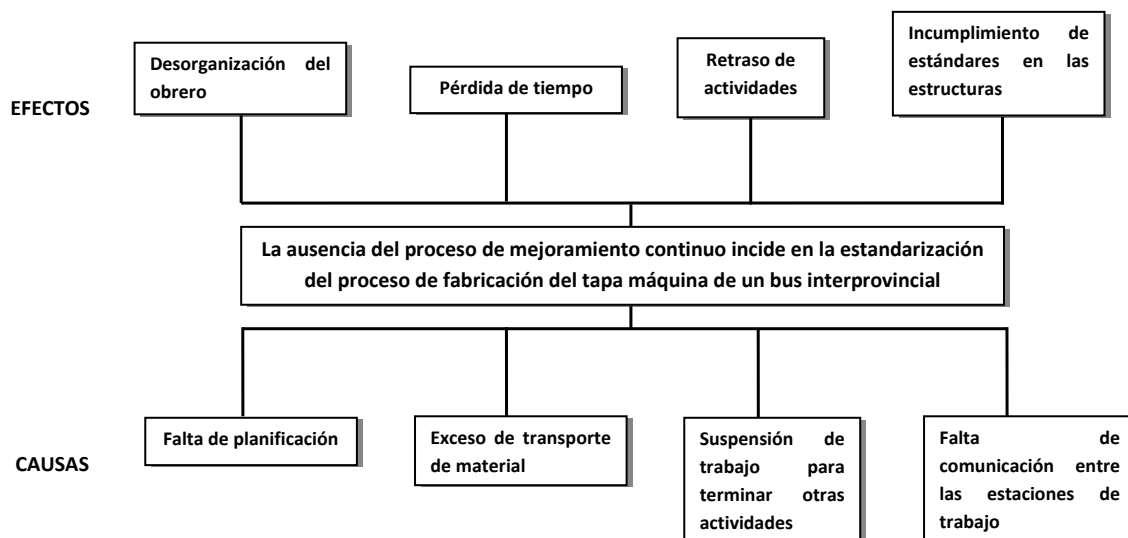 EFECTOS
Desorganización del
obrero
Pérdida de tiempo
Retraso de
actividades
Incumplimiento de
estándares en las
estructuras
La ausencia del proceso de mejoramiento continuo incide en la estandarización
del proceso de fabricación del tapa máquina de un bus interprovincial
CAUSAS
Falta de planificación
Exceso de transporte
de material
Suspensión de
trabajo para
terminar otras
actividades
Falta de
comunicación entre
las estaciones de
trabajo